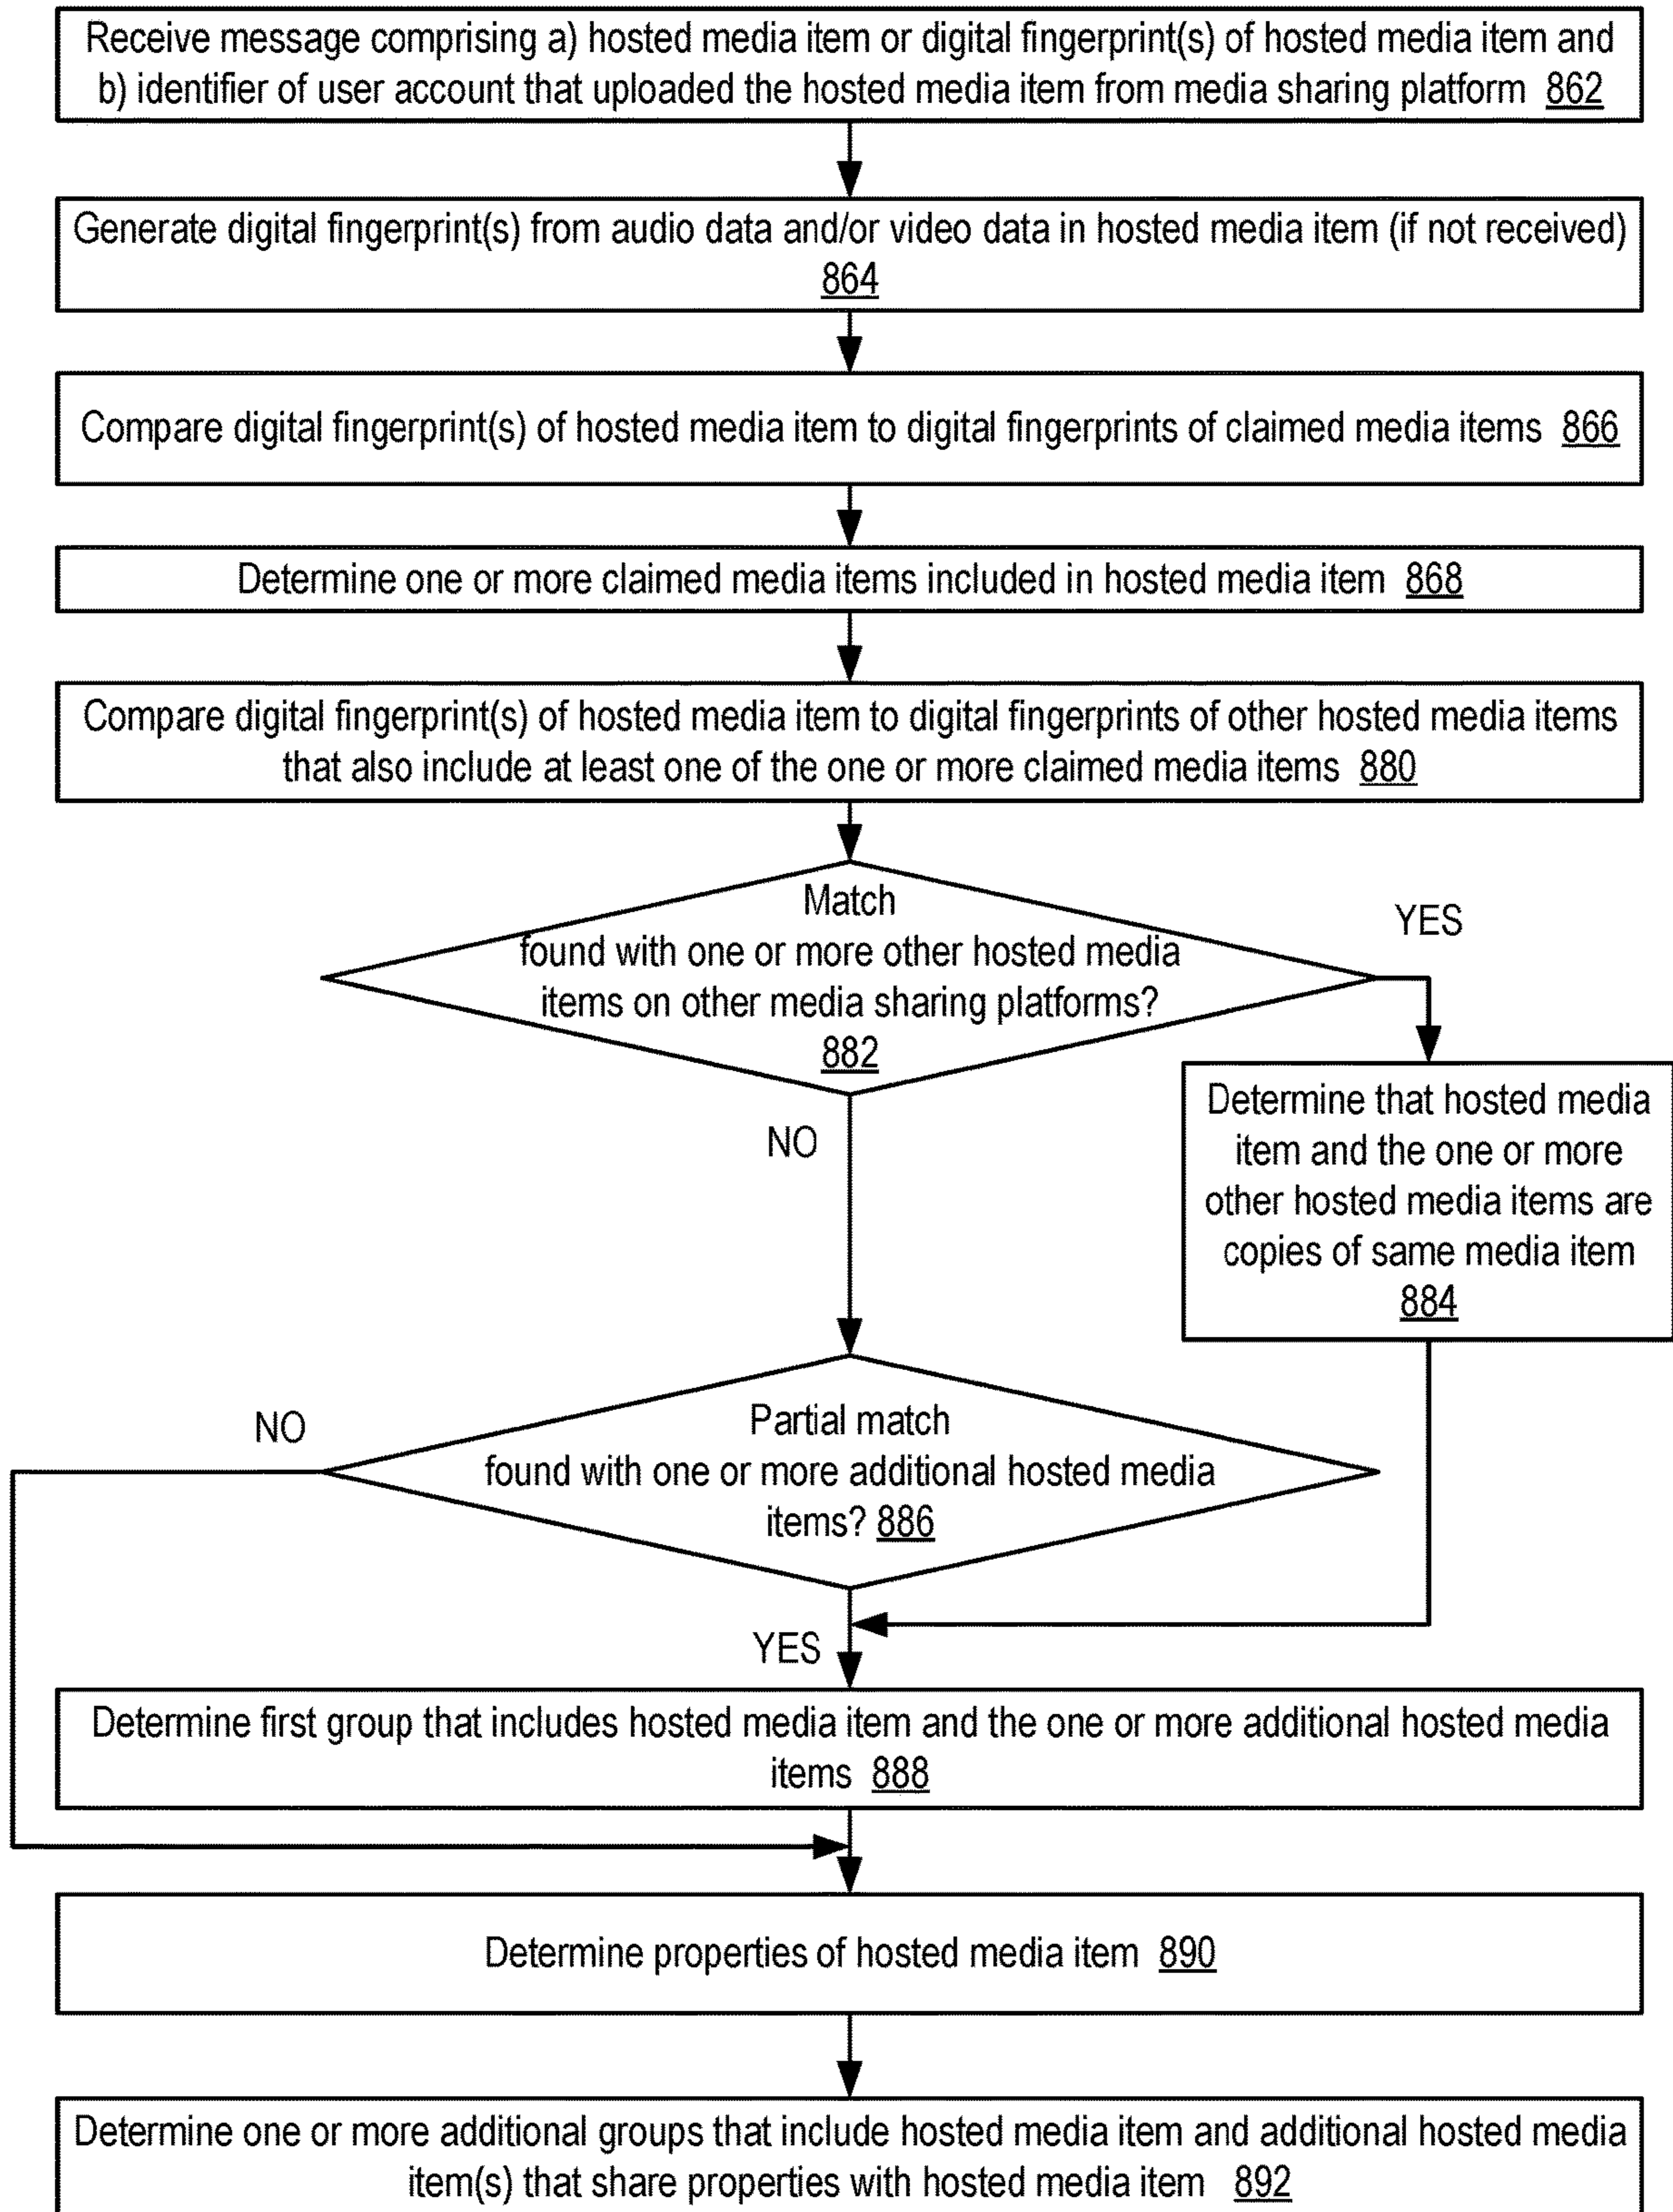 Receive message comprising a) hosted media item or digital fingerprint(s) of hosted media item and
b) identifier of user account that uploaded the hosted media item from media sharing platform 862
Generate digital fingerprint(s) from audio data and/or video data in hosted media item (if not received)
864
Compare digital fingerprint(s) of hosted media item to digital fingerprints of claimed media items 866
Determine one or more claimed media items included in hosted media item 868
Compare digital fingerprint(s) of hosted media item to digital fingerprints of other hosted media items
that also include at least one of the one or more claimed media items 880
Match
found with one or more other hosted media
items on other media sharing platforms?
882
YES
NO
Determine that hosted media
item and the one or more
other hosted media items are
copies of same media item
884
Partial match
found with one or more additional hosted media
items? 886
NO
YES
Determine first group that includes hosted media item and the one or more additional hosted media
items 888
Determine properties of hosted media item 890
Determine one or more additional groups that include hosted media item and additional hosted media
item(s) that share properties with hosted media item 892